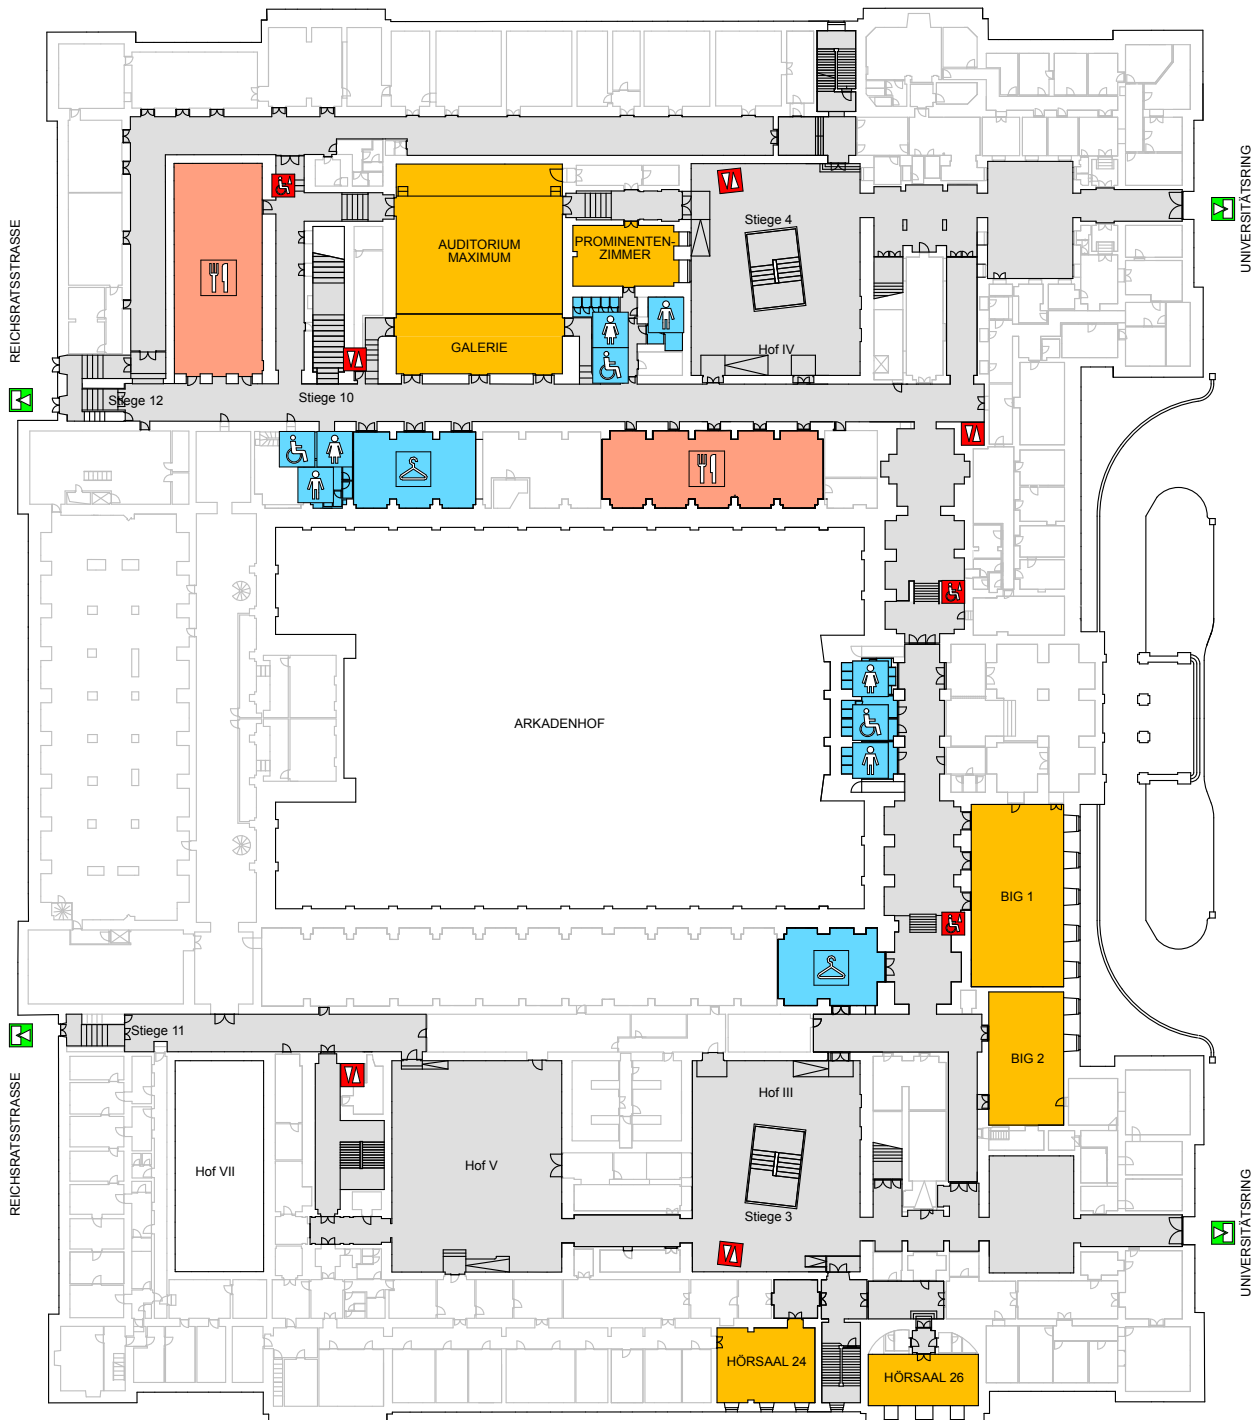 Stiege 4
AUDITORIUM
MAXIMUM
PROMINENTEN-
ZIMMER
UNIVERSITÄTSRING
REICHSRATSSTRASSE
GALERIE
Hof IV
Stiege 12
Stiege 10
ARKADENHOF
BIG 1
Stiege 11
BIG 2
Hof III
REICHSRATSSTRASSE
Hof VII
Hof V
Stiege 3
UNIVERSITÄTSRING
HÖRSAAL 24
HÖRSAAL 26